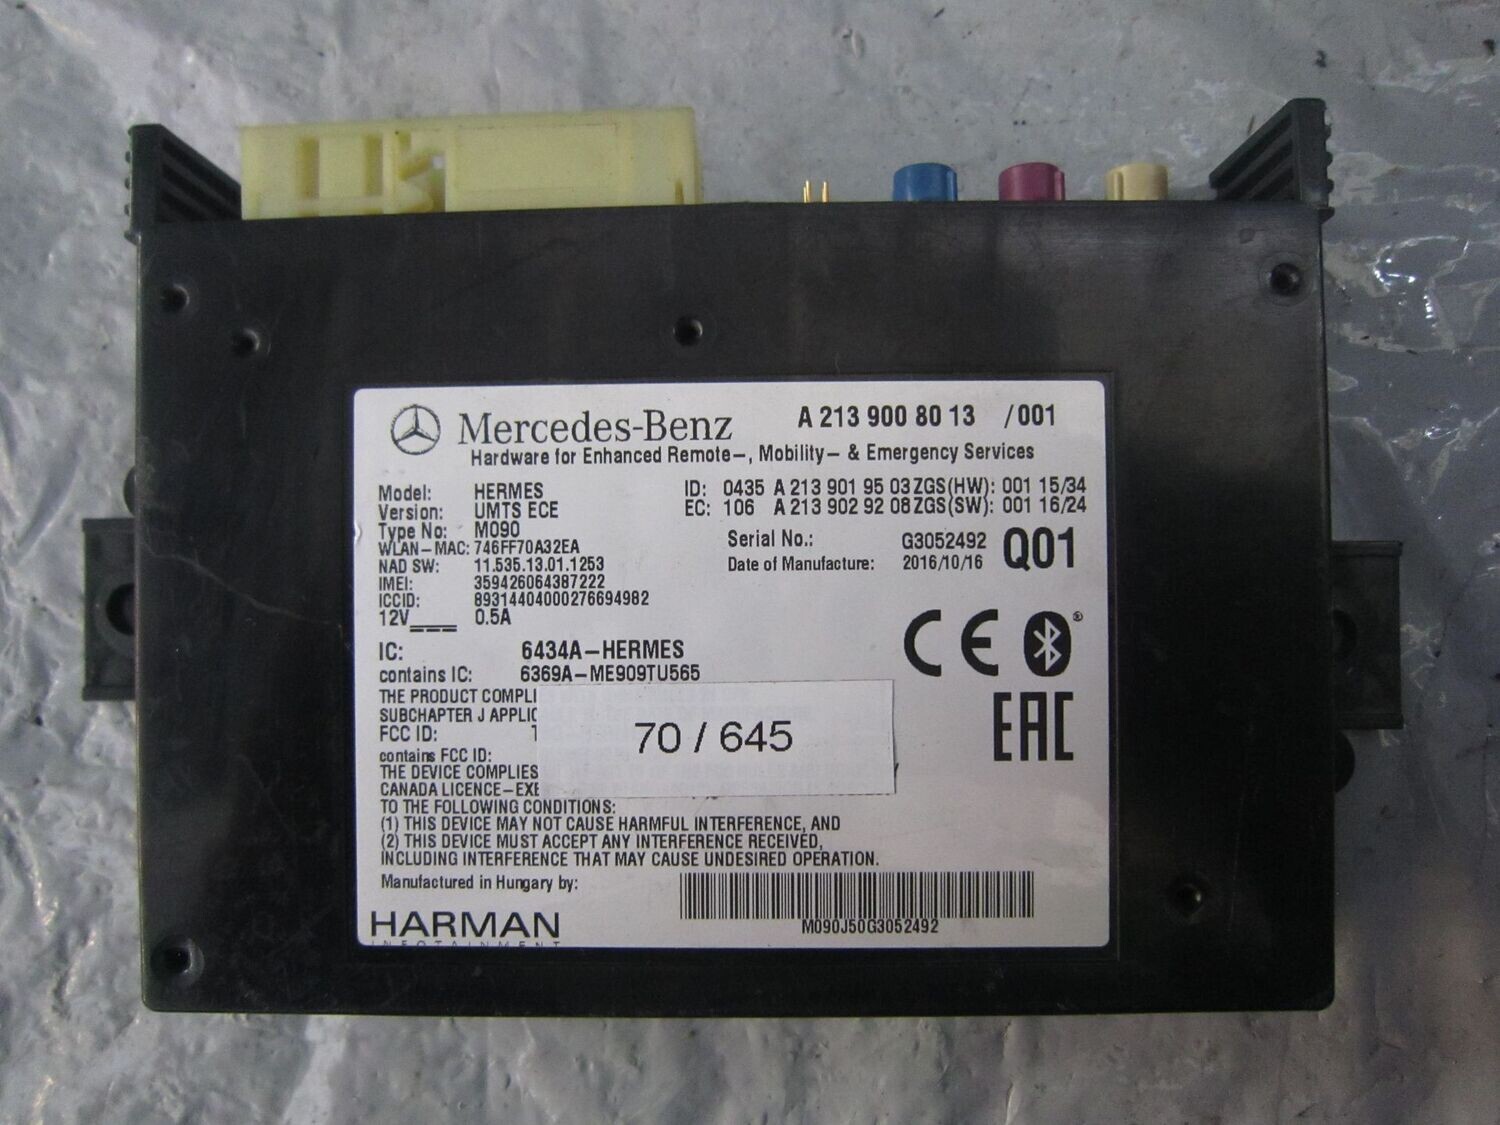 Mercedes-Benz A 213 900 80 13 /001
Hardware for Enhanced Remote-, Mobility- & Emergency Services
Model: HERMES ID: 0435 A 213 901 95 03 ZGS(HW): 001 15/34
Version: UMTS ECE EC: 106 A 213 902 92 08 ZGS(SW): 001 16/24
Type No: M090
WLAN-MAC: 746FF70A32EA Serial No.: G3052492 Q01
NAD SW: 11.535.13.01.1253 Date of Manufacture: 2016/10/16
IMEI: 359426064387222
ICCID: 89314404000276694982
12V 0.5A
IC: 6434A-HERMES
contains IC: 6369A-ME909TU565
CE
THE PRODUCT COMPLI
SUBCHAPTER J APPLIC
FCC ID:
70 / 645
EAC
contains FCC ID:
THE DEVICE COMPLIES
CANADA LICENCE-EXE
TO THE FOLLOWING CONDITIONS:
(1) THIS DEVICE MAY NOT CAUSE HARMFUL INTERFERENCE, AND
(2) THIS DEVICE MUST ACCEPT ANY INTERFERENCE RECEIVED,
INCLUDING INTERFERENCE THAT MAY CAUSE UNDESIRED OPERATION.
Manufactured in Hungary by:
HARMAN
INFOTAINMENT
M090J50G3052492